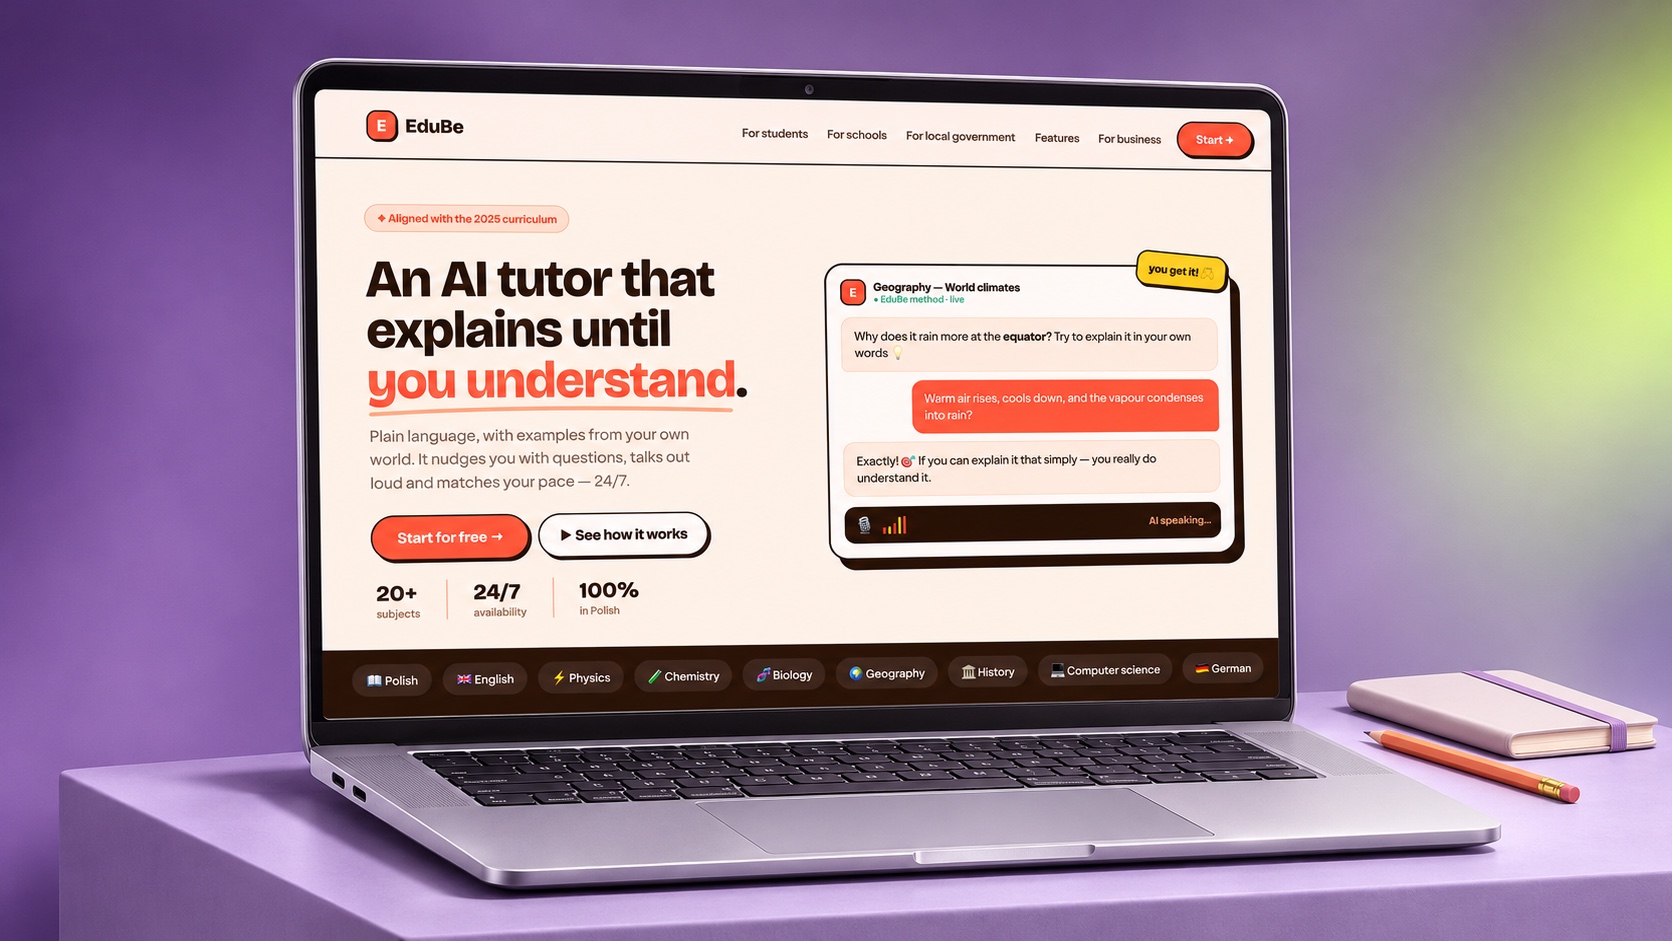 E EduBe
For students For schools For local government Features For business Start →
✦ Aligned with the 2025 curriculum
An AI tutor that
explains until
you understand.
Plain language, with examples from your own
world. It nudges you with questions, talks out
loud and matches your pace — 24/7.
Start for free → ▶ See how it works
20+ 24/7 100%
subjects availability in Polish
you get it!
E Geography — World climates
• EduBe method - live
Why does it rain more at the equator? Try to explain it in your own
words 💡
Warm air rises, cools down, and the vapour condenses
into rain?
Exactly! 🎯 If you can explain it that simply — you really do
understand it.
AI speaking...
📖 Polish 🇬🇧 English ⚡ Physics 🧪 Chemistry 🧬 Biology 🌍 Geography 🏛️ History 💻 Computer science 🇩🇪 German